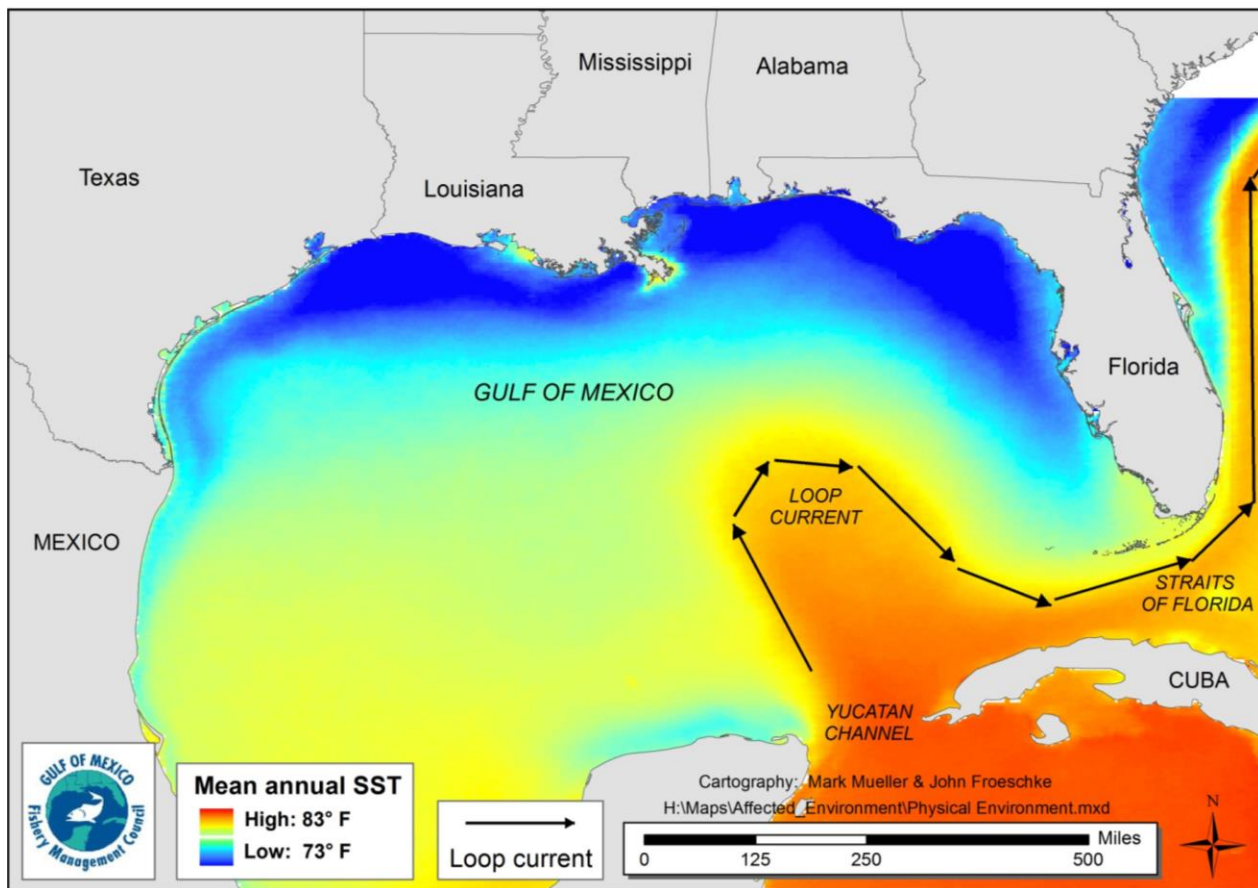 Mississippi
Alabama
Texas
Louisiana
Florida
GULF OF MEXICO
LOOP
CURRENT
MEXICO
STRAITS
OF FLORIDA
CUBA
YUCATAN
CHANNEL
GULF OF MEXICO
Fishery Management Council
Mean annual SST
High: 83° F
Low: 73° F
Loop current
Cartography: Mark Mueller & John Froeschke
H:\Maps\Affected_Environment\Physical Environment.mxd
Miles
0 125 250 500
N